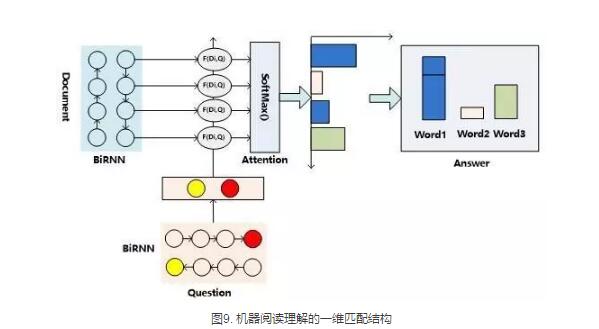 Document
BiRNN
F(Di,Q)
F(Di,Q)
F(Di,Q)
F(Di,Q)
SoftMax()
Attention
Word1
Word2
Word3
Answer
BiRNN
Question
图9. 机器阅读理解的一维匹配结构